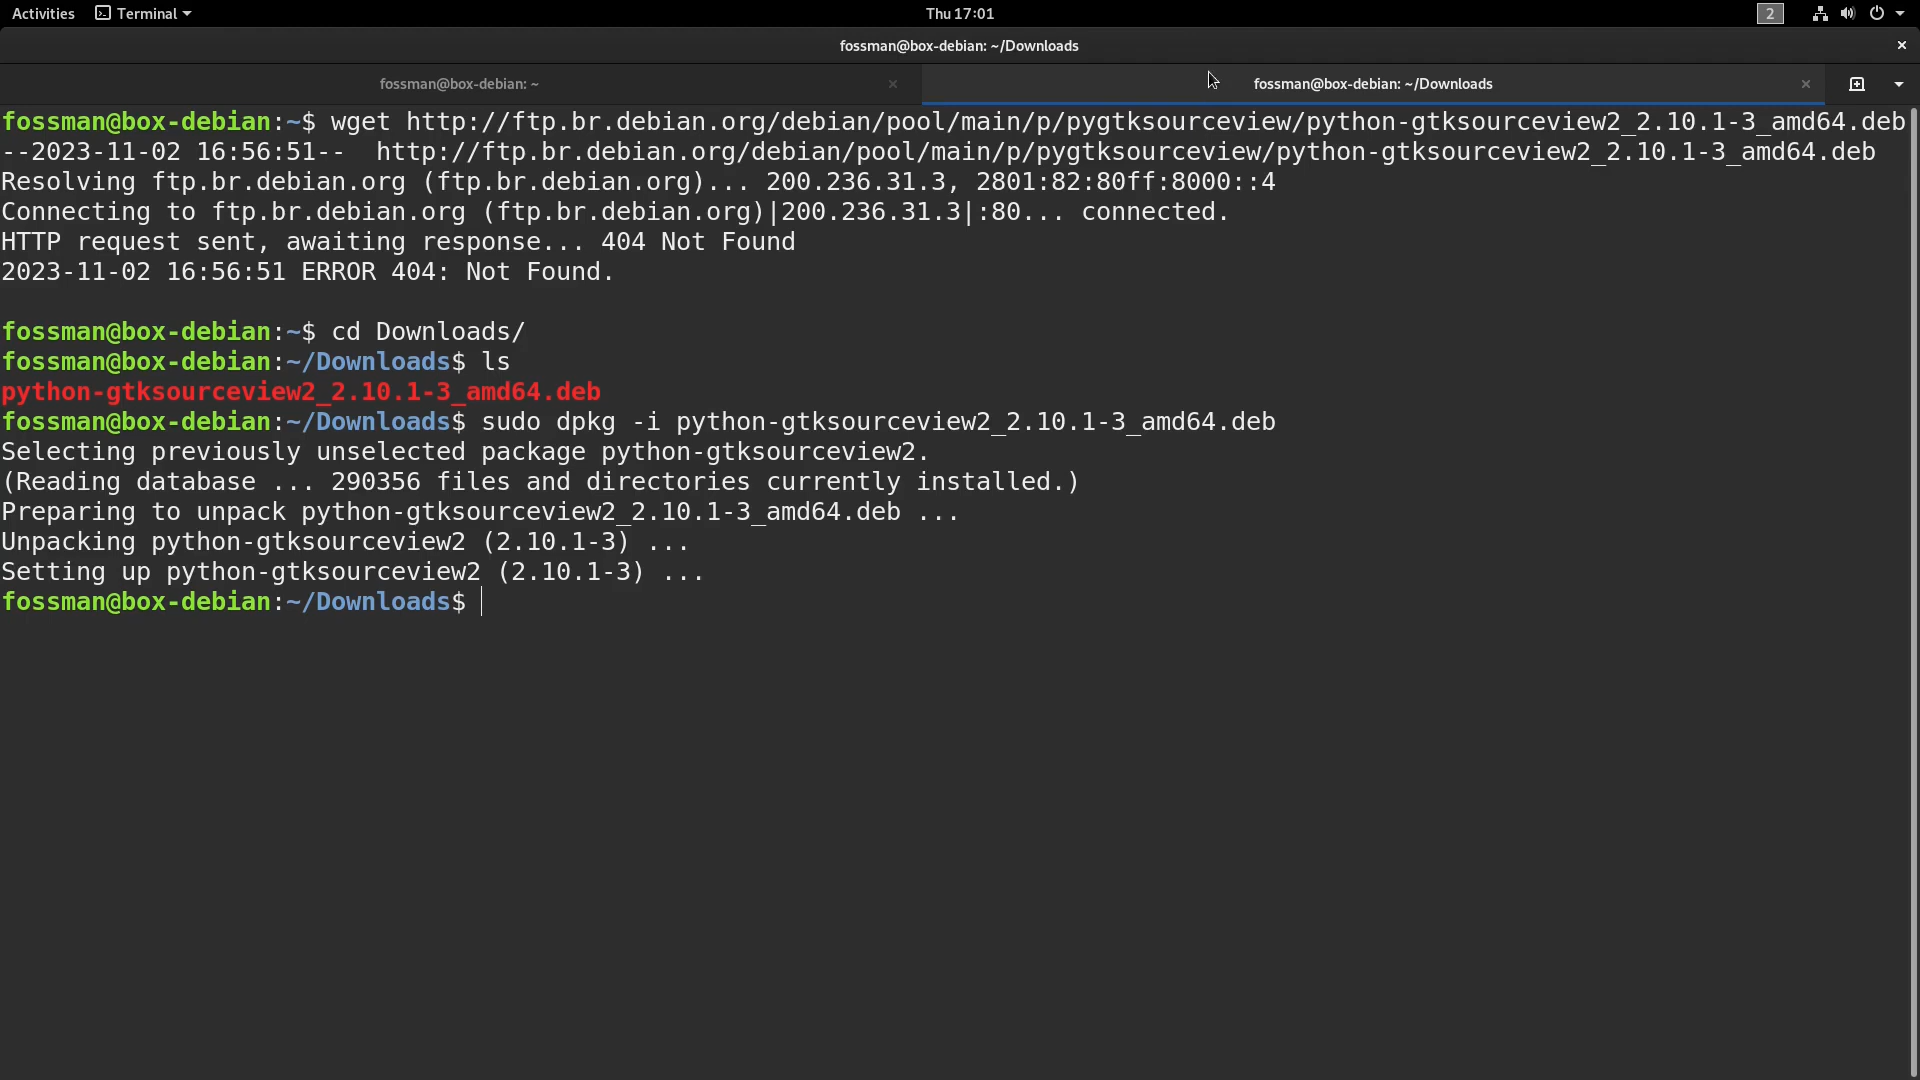 Activities Terminal Thu 17:01 2
fossman@box-debian: ~/Downloads
fossman@box-debian: ~ fossman@box-debian: ~/Downloads
fossman@box-debian:~$ wget http://ftp.br.debian.org/debian/pool/main/p/pygtksourceview/python-gtksourceview2_2.10.1-3_amd64.deb
--2023-11-02 16:56:51--  http://ftp.br.debian.org/debian/pool/main/p/pygtksourceview/python-gtksourceview2_2.10.1-3_amd64.deb
Resolving ftp.br.debian.org (ftp.br.debian.org)... 200.236.31.3, 2801:82:80ff:8000::4
Connecting to ftp.br.debian.org (ftp.br.debian.org)|200.236.31.3|:80... connected.
HTTP request sent, awaiting response... 404 Not Found
2023-11-02 16:56:51 ERROR 404: Not Found.
fossman@box-debian:~$ cd Downloads/
fossman@box-debian:~/Downloads$ ls
python-gtksourceview2_2.10.1-3_amd64.deb
fossman@box-debian:~/Downloads$ sudo dpkg -i python-gtksourceview2_2.10.1-3_amd64.deb
Selecting previously unselected package python-gtksourceview2.
(Reading database ... 290356 files and directories currently installed.)
Preparing to unpack python-gtksourceview2_2.10.1-3_amd64.deb ...
Unpacking python-gtksourceview2 (2.10.1-3) ...
Setting up python-gtksourceview2 (2.10.1-3) ...
fossman@box-debian:~/Downloads$